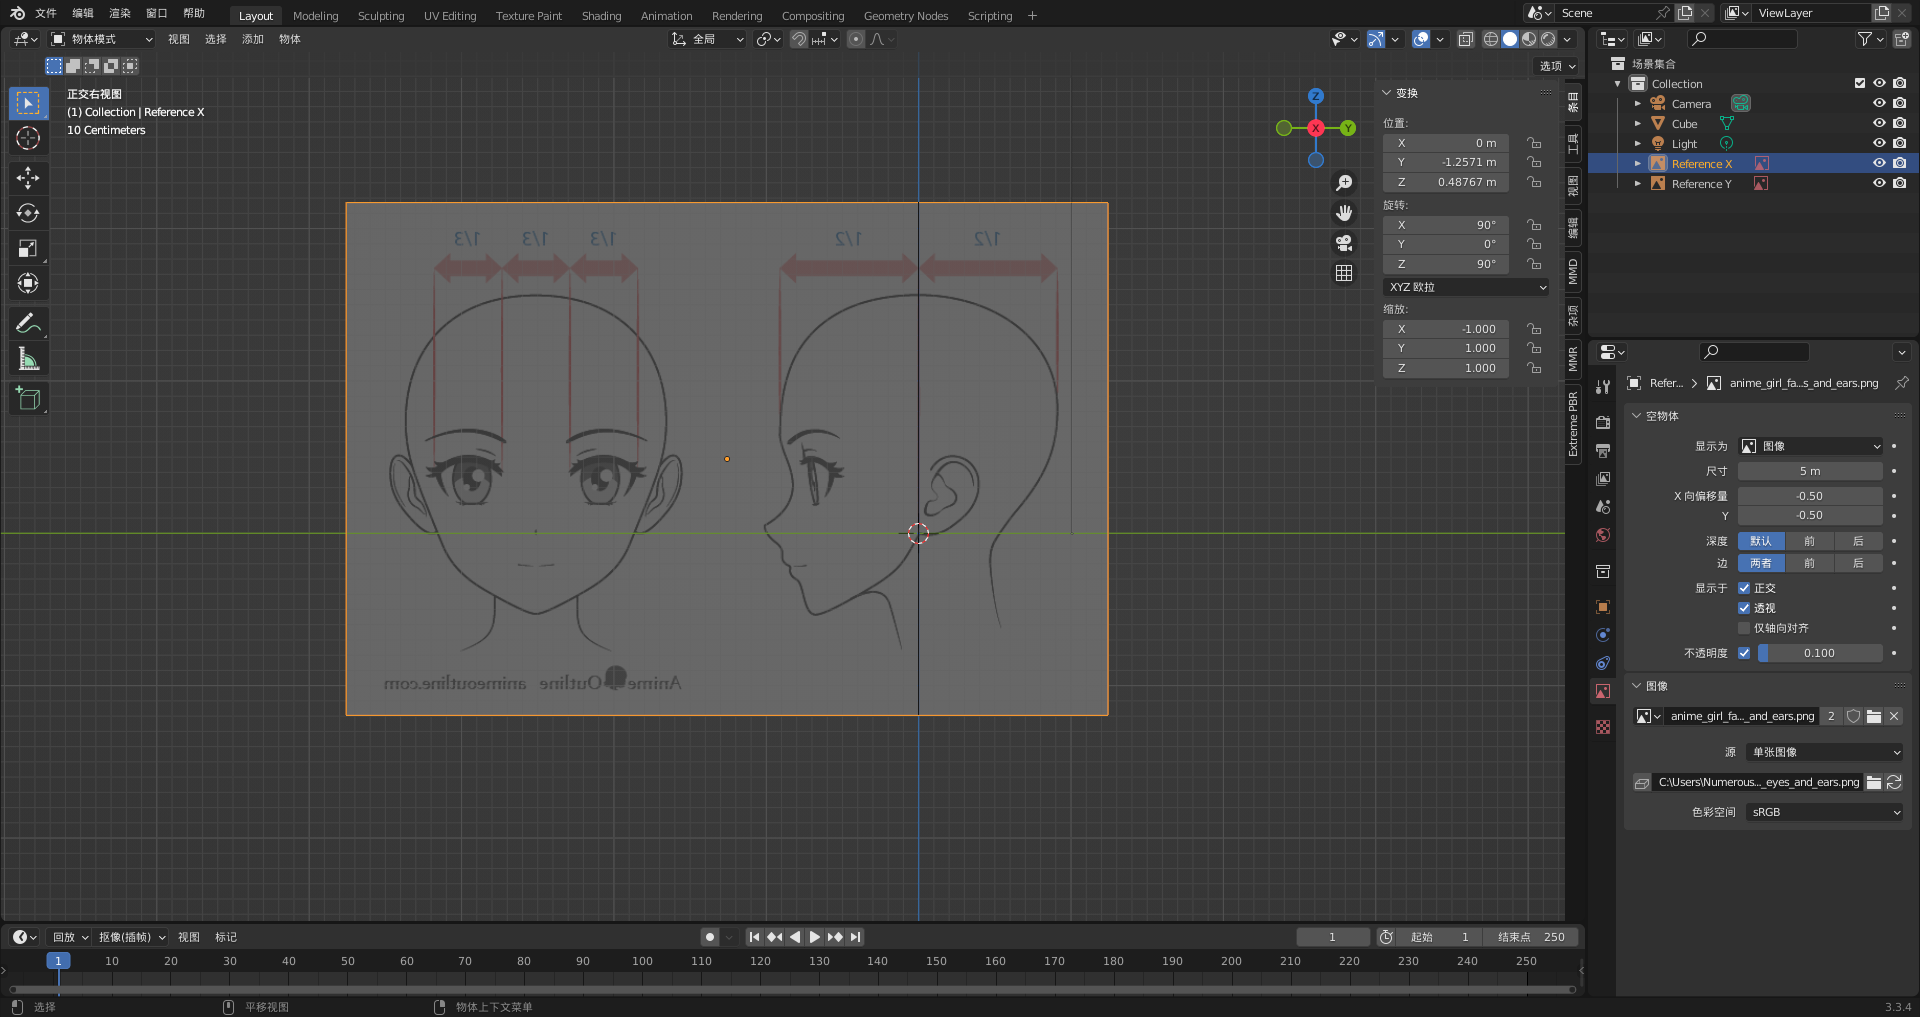 文件 编辑 渲染 窗口 帮助 Layout Modeling Sculpting UV Editing Texture Paint Shading Animation Rendering Compositing Geometry Nodes Scripting Scene ViewLayer
物体模式 视图 选择 添加 物体 全局
选项
正交右视图
(1) Collection | Reference X
10 Centimeters
Z
X
Y
变换
位置:
X 0 m
Y -1.2571 m
Z 0.48767 m
旋转:
X 90°
Y 0°
Z 90°
XYZ 欧拉
缩放:
X -1.000
Y 1.000
Z 1.000
条目
工具
视图
编辑
MMD
杂项
MMR
Extreme PBR
1/3 1/3 1/3 1/2 1/2
Anime Outline animeoutline.com
场景集合
Collection
Camera
Cube
Light
Reference X
Reference Y
Refer... anime_girl_fa...s_and_ears.png
空物体
显示为 图像
尺寸 5 m
X 向偏移量 -0.50
Y -0.50
深度 默认 前 后
边 两者 前 后
显示于 正交
透视
仅轴向对齐
不透明度 0.100
图像
anime_girl_fa..._and_ears.png 2
源 单张图像
C:\Users\Numerous..._eyes_and_ears.png
色彩空间 sRGB
回放 抠像(插帧) 视图 标记 1 起始 1 结束点 250
1 10 20 30 40 50 60 70 80 90 100 110 120 130 140 150 160 170 180 190 200 210 220 230 240 250
选择 平移视图 物体上下文菜单 3.3.4